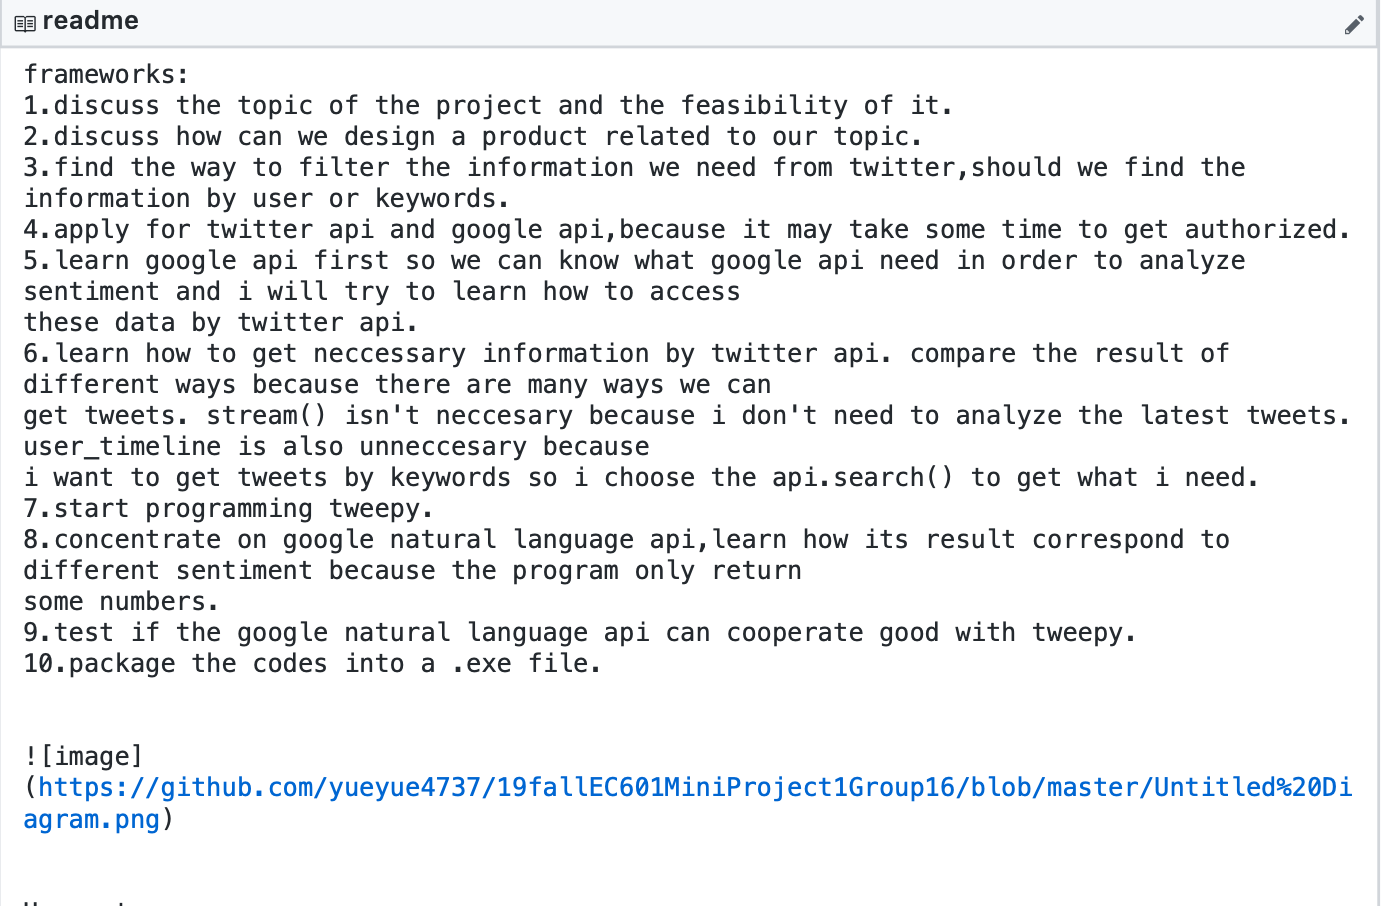 readme
frameworks:
1.discuss the topic of the project and the feasibility of it.
2.discuss how can we design a product related to our topic.
3.find the way to filter the information we need from twitter,should we find the
information by user or keywords.
4.apply for twitter api and google api,because it may take some time to get authorized.
5.learn google api first so we can know what google api need in order to analyze
sentiment and i will try to learn how to access
these data by twitter api.
6.learn how to get neccessary information by twitter api. compare the result of
different ways because there are many ways we can
get tweets. stream() isn't neccesary because i don't need to analyze the latest tweets.
user_timeline is also unneccesary because
i want to get tweets by keywords so i choose the api.search() to get what i need.
7.start programming tweepy.
8.concentrate on google natural language api,learn how its result correspond to
different sentiment because the program only return
some numbers.
9.test if the google natural language api can cooperate good with tweepy.
10.package the codes into a .exe file.
![image]
(https://github.com/yueyue4737/19fallEC601MiniProject1Group16/blob/master/Untitled%20Di
agram.png)